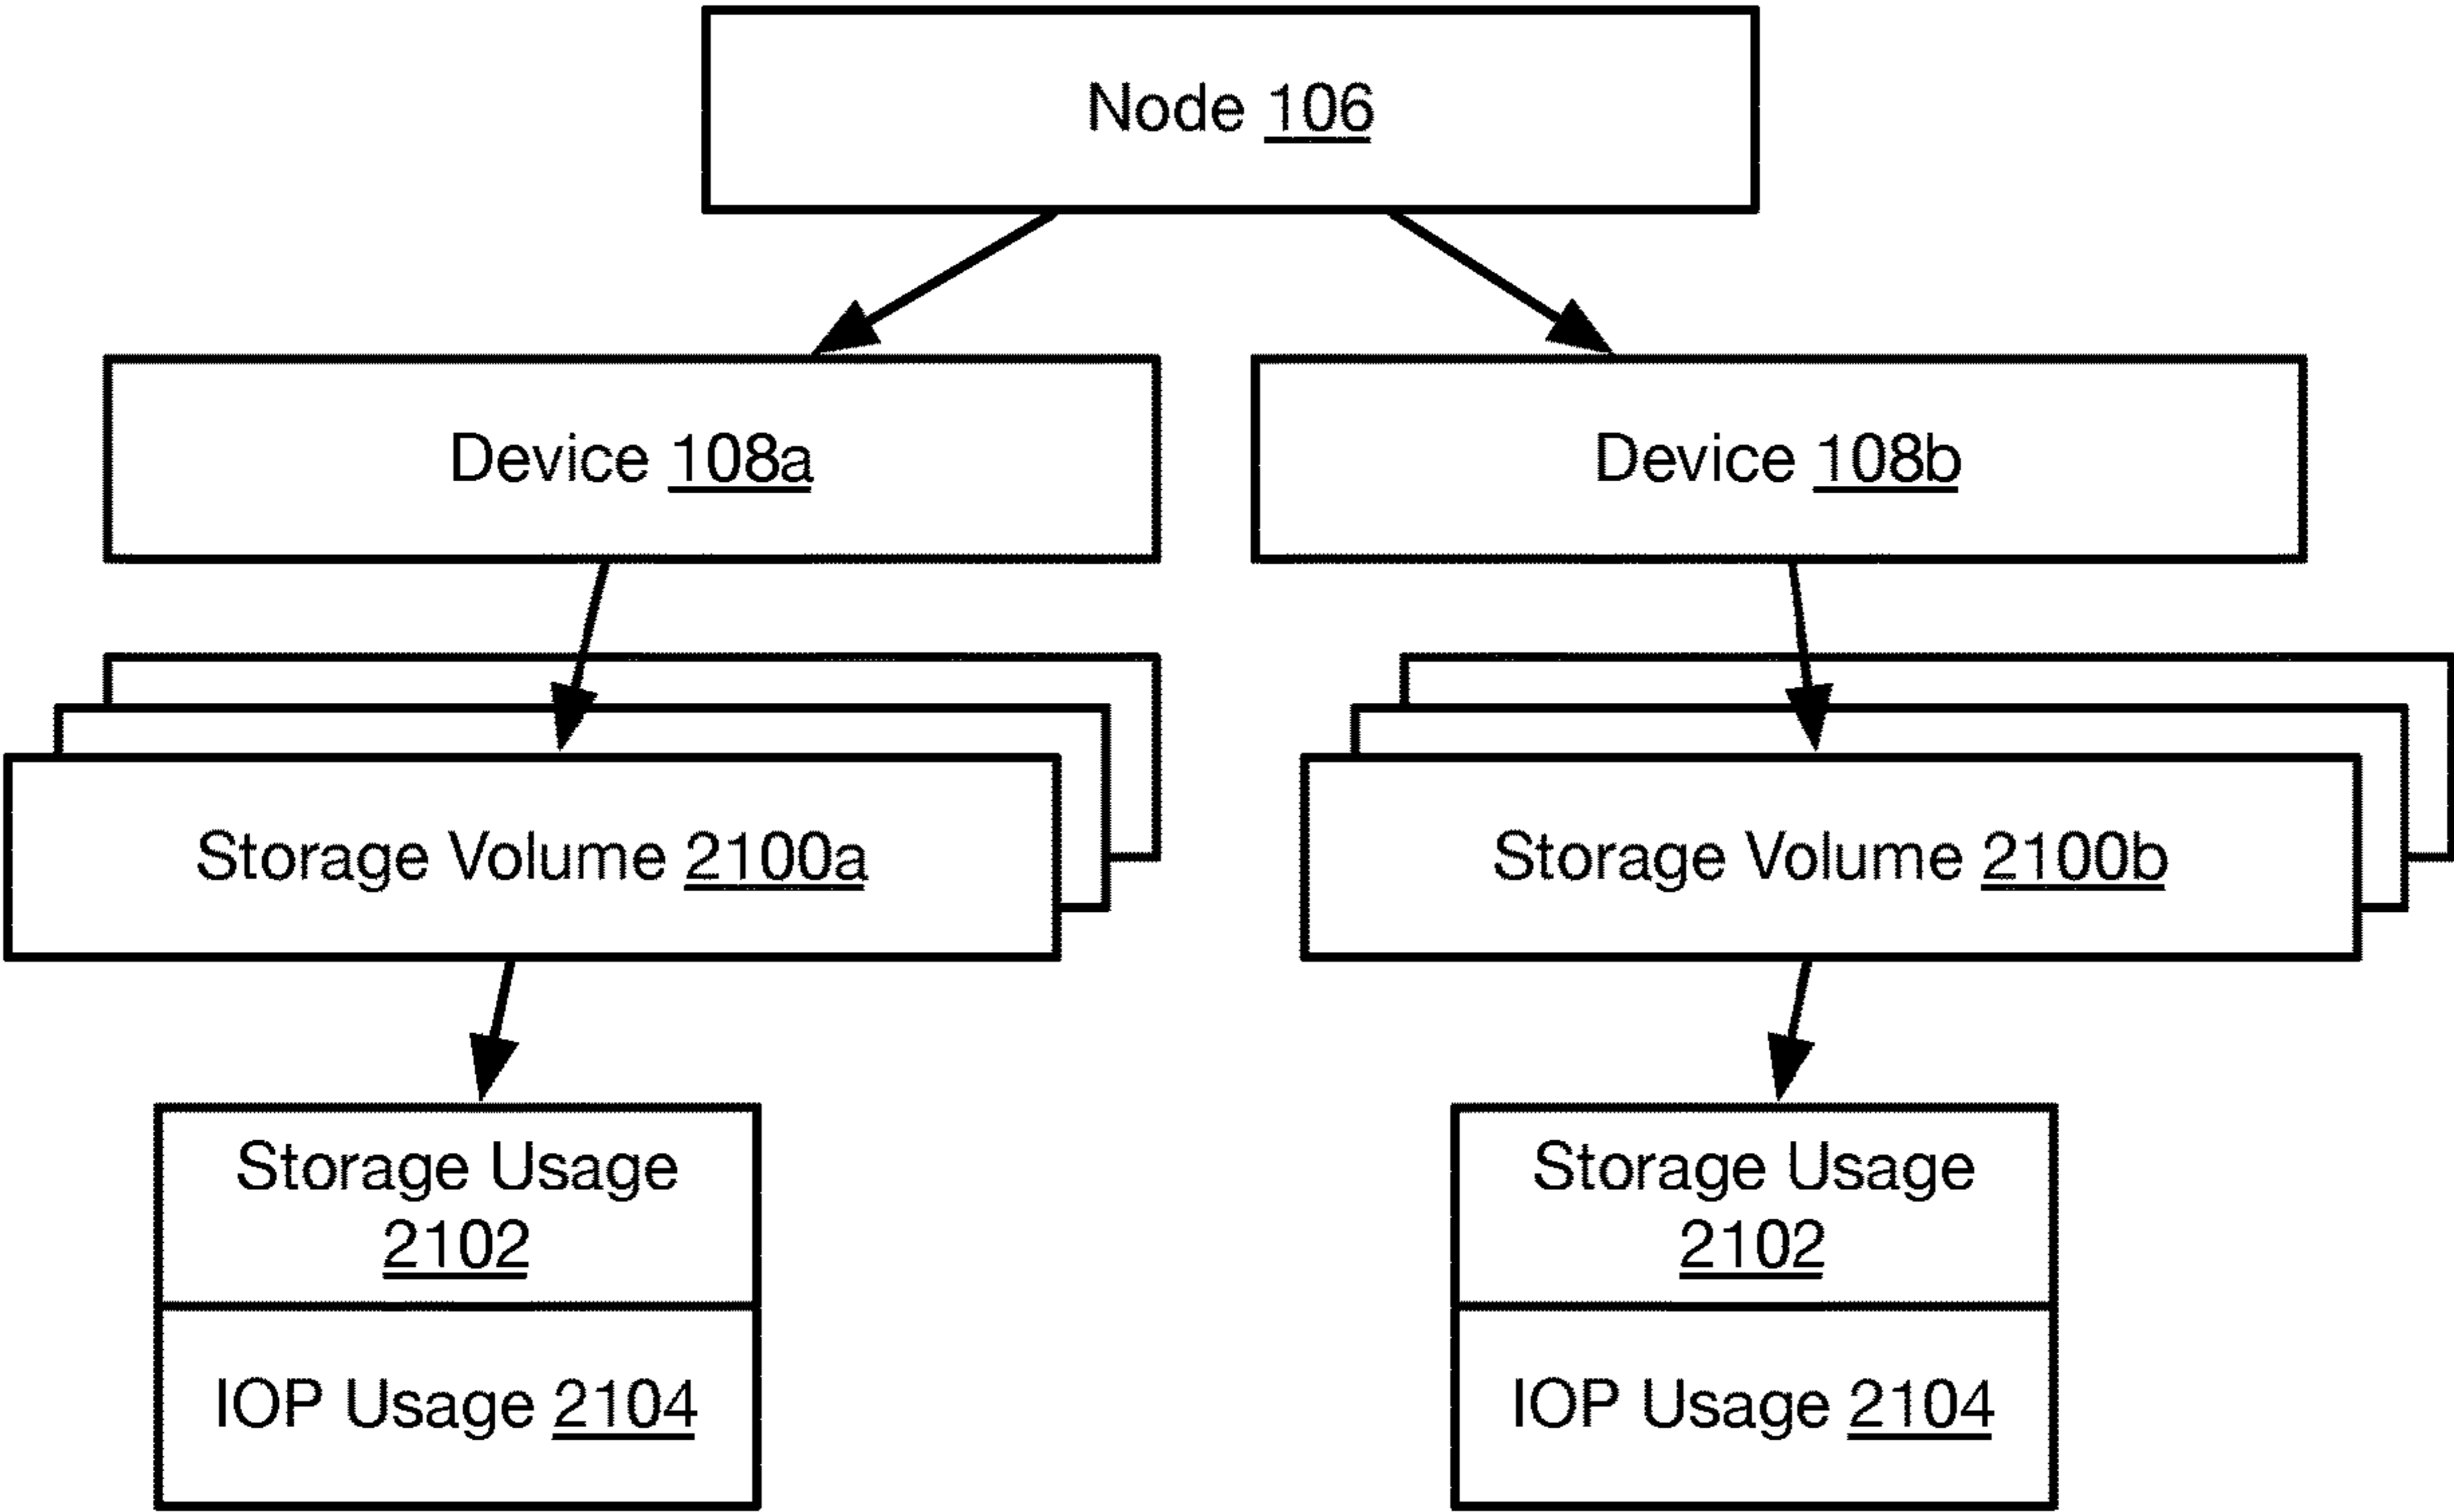 Node 106
Device 108a
Device 108b
Storage Volume 2100a
Storage Volume 2100b
Storage Usage
2102
IOP Usage 2104
Storage Usage
2102
IOP Usage 2104